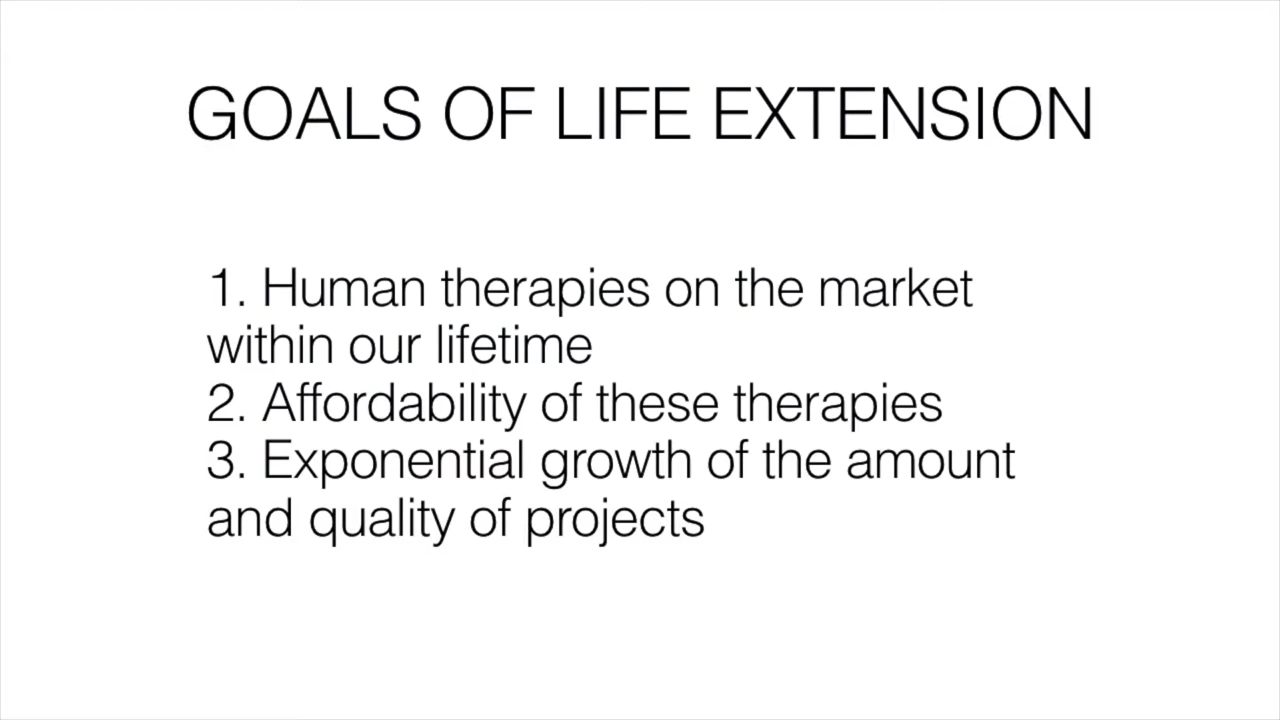 GOALS OF LIFE EXTENSION
1. Human therapies on the market
within our lifetime
2. Affordability of these therapies
3. Exponential growth of the amount
and quality of projects